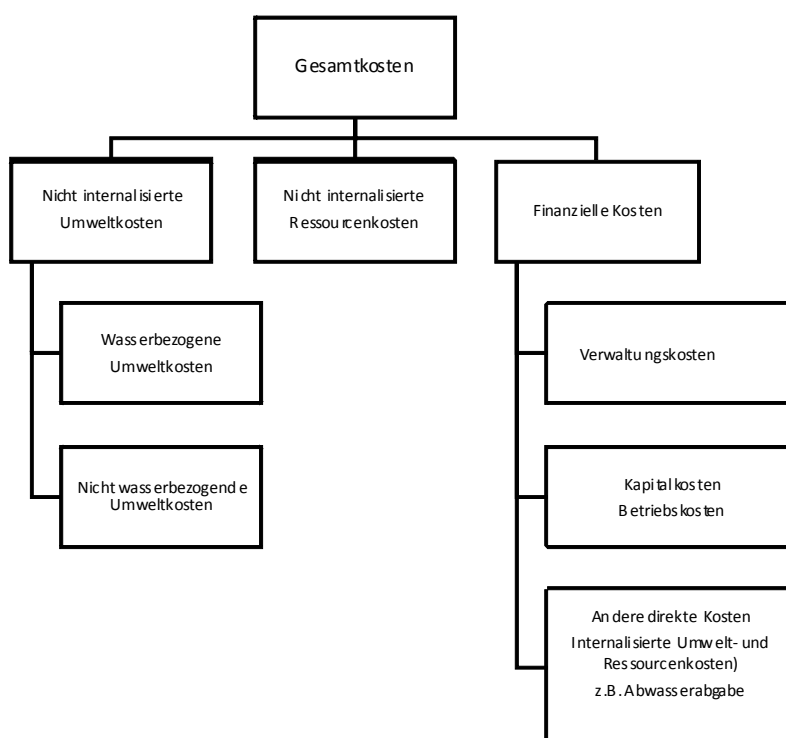 Gesamtkosten
Nicht internalisierte
Umweltkosten
Nicht internalisierte
Ressourcenkosten
Finanzielle Kosten
Wasserbezogene
Umweltkosten
Nicht wasserbezogende
Umweltkosten
Verwaltungskosten
Kapitalkosten
Betriebskosten
Andere direkte Kosten
Internalisierte Umwelt- und
Ressourcenkosten)
z.B. Abwasserabgabe